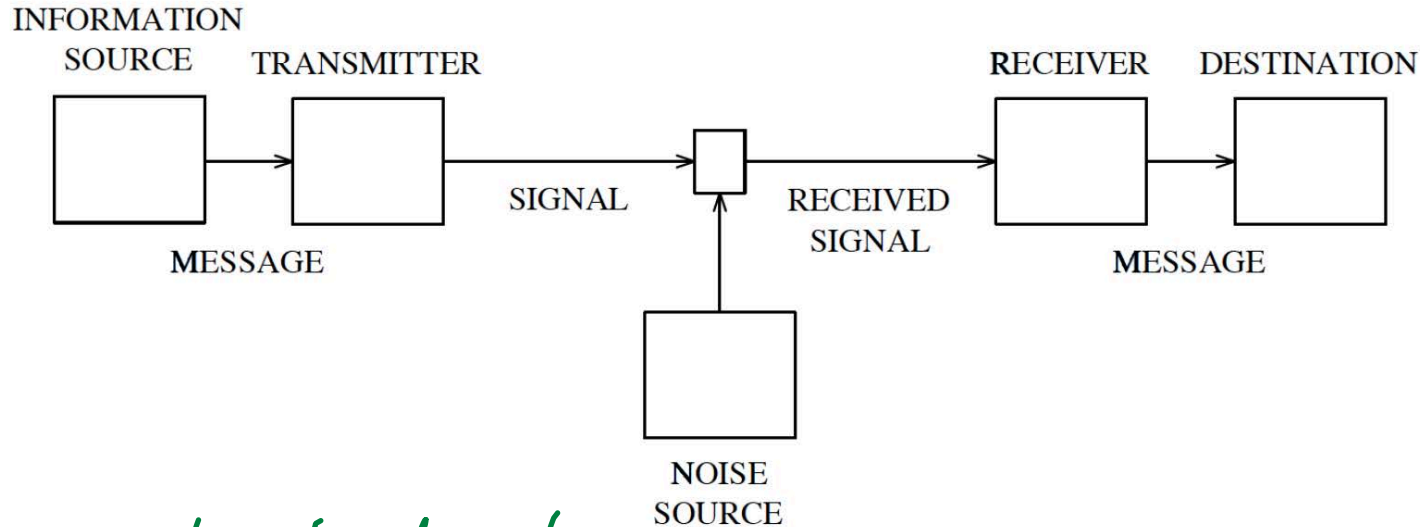 INFORMATION
SOURCE
TRANSMITTER
RECEIVER
DESTINATION
SIGNAL
RECEIVED
SIGNAL
MESSAGE
MESSAGE
NOISE
SOURCE